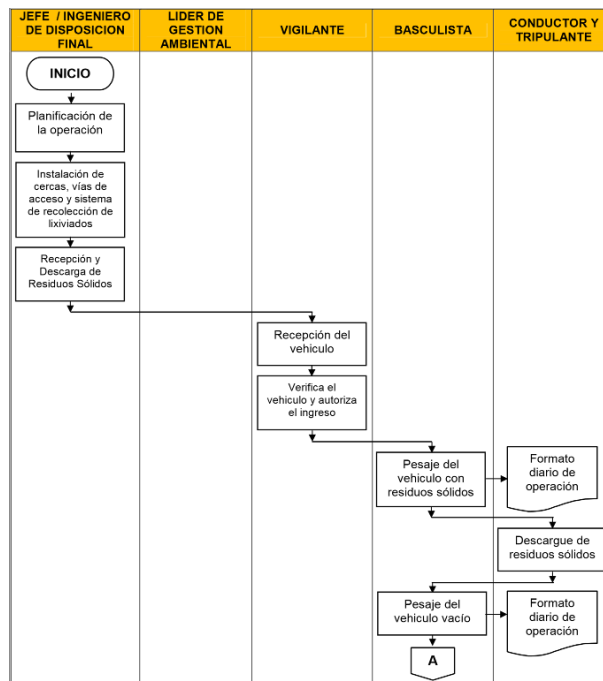 JEFE / INGENIERO
DE DISPOSICION
FINAL
LIDER DE
GESTION
AMBIENTAL
VIGILANTE
BASCULISTA
CONDUCTOR Y
TRIPULANTE
INICIO
Planificación de
la operación
Instalación de
cercas, vías de
acceso y sistema
de recolección de
lixiviados
Recepción y
Descarga de
Residuos Sólidos
Recepción del
vehiculo
Verifica el
vehiculo y autoriza
el ingreso
Pesaje del
vehiculo con
residuos sólidos
Formato
diario de
operación
Descargue de
residuos sólidos
Pesaje del
vehiculo vacío
Formato
diario de
operación
A